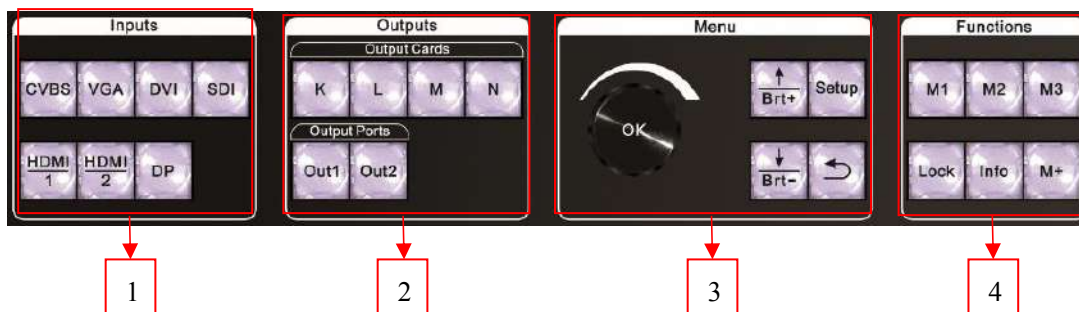 Inputs
CVBS VGA DVI SDI
HDMI
1
HDMI
2
DP
Outputs
Output Cards
K L M N
Output Ports
Out1 Out2
Menu
OK
↑
Brt+
Setup
↓
Brt-
Functions
M1 M2 M3
Lock Info M+
1 2 3 4